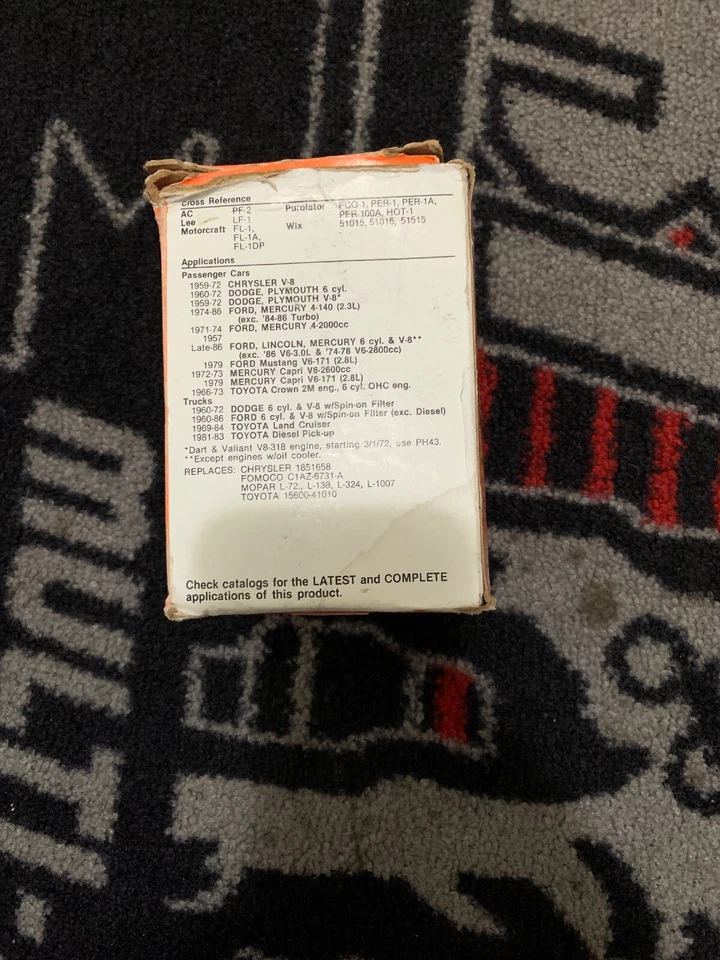 Cross Reference
AC PF-2 Purolator FCO-1, PER-1, PER-1A,
Lee LF-1 PER-100A, HOT-1
Motorcraft FL-1, Wix 51015, 51016, 51515
FL-1A,
FL-1DP
Applications
Passenger Cars
1959-72 CHRYSLER V-8
1960-72 DODGE, PLYMOUTH 6 cyl.
1959-72 DODGE, PLYMOUTH V-8*
1974-86 FORD, MERCURY 4-140 (2.3L)
(exc. '84-86 Turbo)
1971-74 FORD, MERCURY 4-2000cc
1957
Late-86 FORD, LINCOLN, MERCURY 6 cyl. & V-8**
(exc. '86 V6-3.0L & '74-78 V6-2800cc)
1979 FORD Mustang V6-171 (2.8L)
1972-73 MERCURY Capri V6-2600cc
1979 MERCURY Capri V6-171 (2.8L)
1966-73 TOYOTA Crown 2M eng., 6 cyl. OHC eng.
Trucks
1960-72 DODGE 6 cyl. & V-8 w/Spin-on Filter
1960-86 FORD 6 cyl. & V-8 w/Spin-on Filter (exc. Diesel)
1969-84 TOYOTA Land Cruiser
1981-83 TOYOTA Diesel Pick-up
*Dart & Valiant V8-318 engine, starting 3/1/72, use PH43.
**Except engines w/oil cooler.
REPLACES: CHRYSLER 1851658
FOMOCO C1AZ-6731-A
MOPAR L-72, L-138, L-324, L-1007
TOYOTA 15600-41010
Check catalogs for the LATEST and COMPLETE
applications of this product.